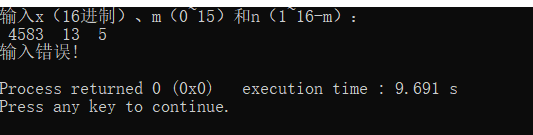 输入x（16进制）、m（0~15）和n（1~16-m）：
 4583  13  5
输入错误!

Process returned 0 (0x0)   execution time : 9.691 s
Press any key to continue.